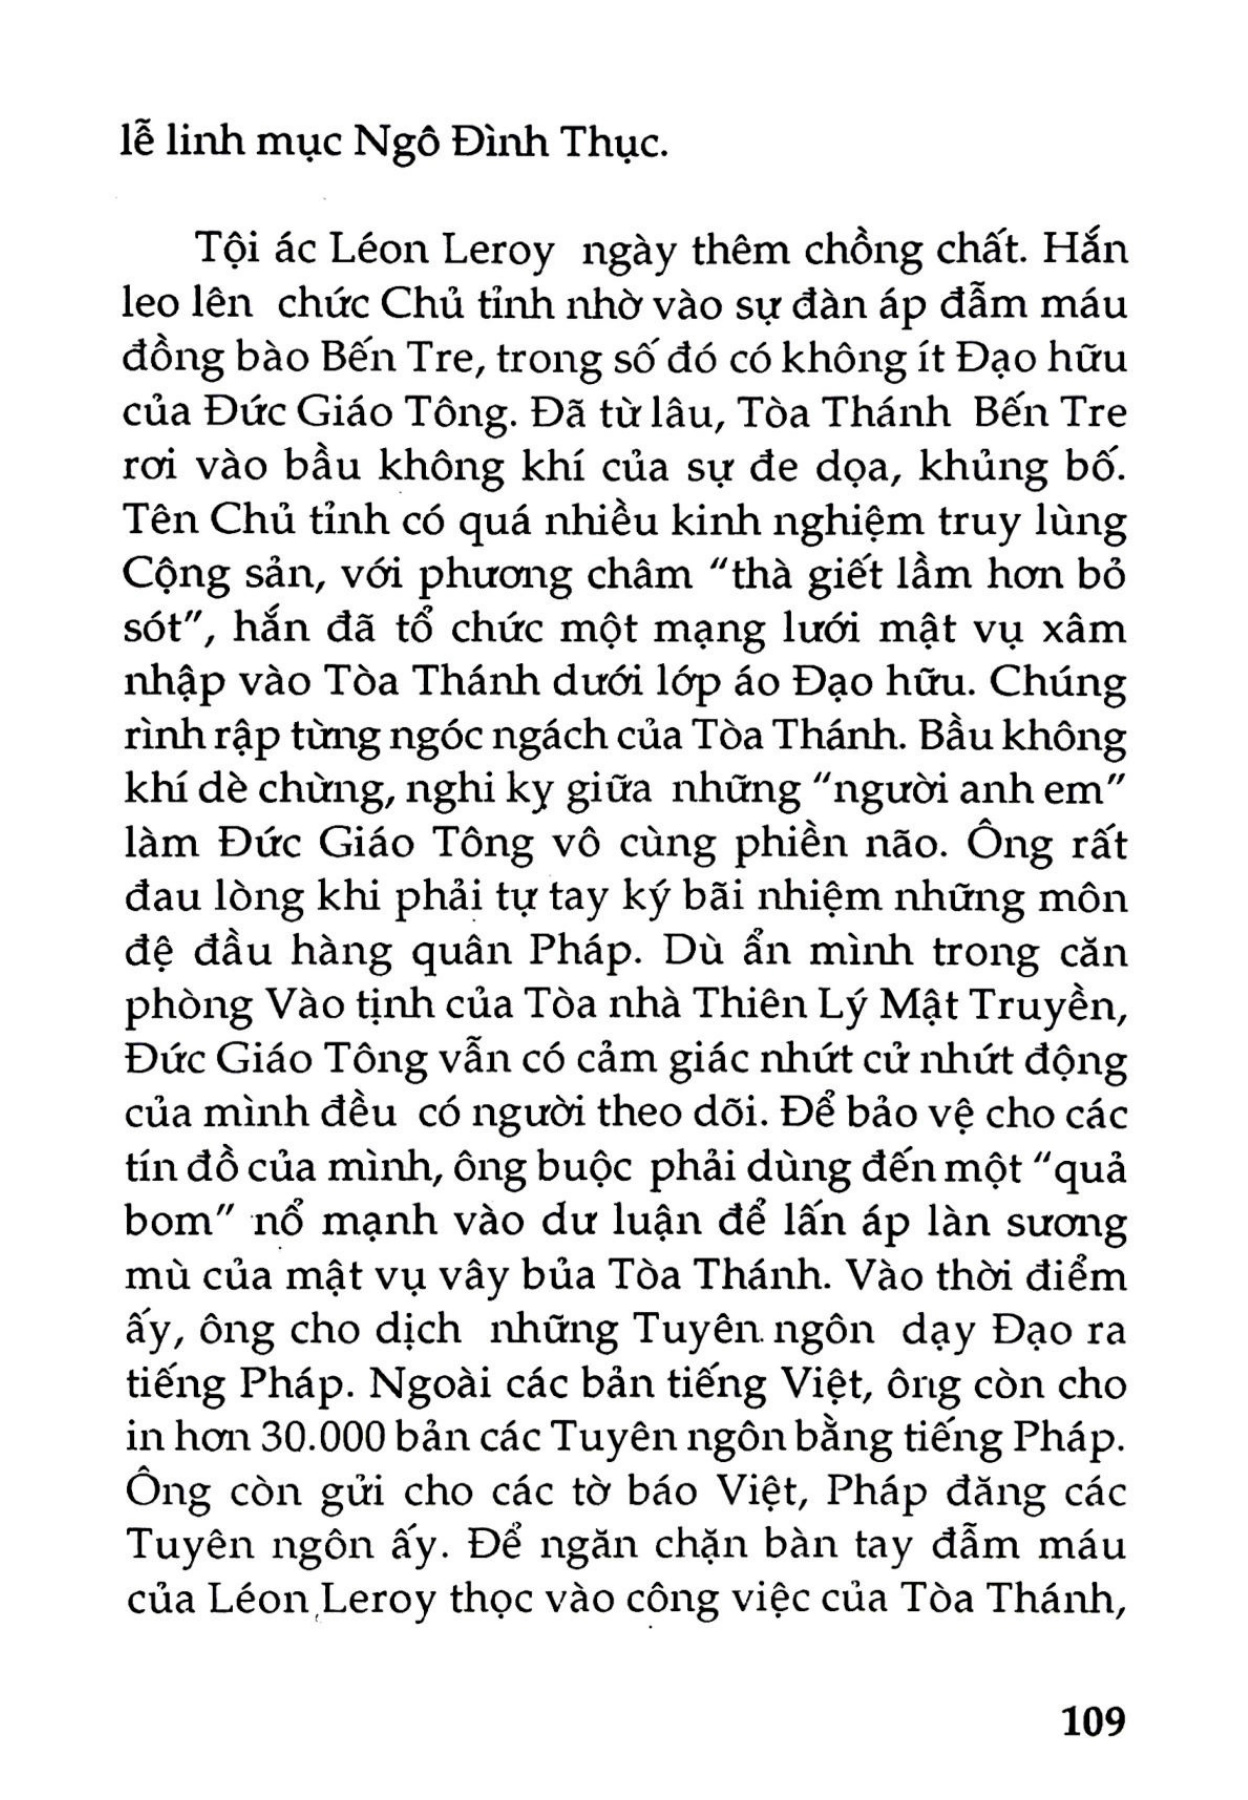 lễ linh mục Ngô Đình Thục.
Tội ác Léon Leroy ngày thêm chồng chất. Hắn
leo lên chức Chủ tỉnh nhờ vào sự đàn áp đẫm máu
đồng bào Bến Tre, trong số đó có không ít Đạo hữu
của Đức Giáo Tông. Đã từ lâu, Tòa Thánh Bến Tre
rơi vào bầu không khí của sự đe dọa, khủng bố.
Tên Chủ tỉnh có quá nhiều kinh nghiệm truy lùng
Cộng sản, với phương châm "thà giết lầm hơn bỏ
sót", hắn đã tổ chức một mạng lưới mật vụ xâm
nhập vào Tòa Thánh dưới lớp áo Đạo hữu. Chúng
rình rập từng ngóc ngách của Tòa Thánh. Bầu không
khí dè chừng, nghi kỵ giữa những "người anh em"
làm Đức Giáo Tông vô cùng phiền não. Ông rất
đau lòng khi phải tự tay ký bãi nhiệm những môn
đệ đầu hàng quân Pháp. Dù ẩn mình trong căn
phòng Vào tịnh của Tòa nhà Thiên Lý Mật Truyền,
Đức Giáo Tông vẫn có cảm giác nhứt cử nhứt động
của mình đều có người theo dõi. Để bảo vệ cho các
tín đồ của mình, ông buộc phải dùng đến một "quả
bom" nổ mạnh vào dư luận để lấn áp làn sương
mù của mật vụ vây bủa Tòa Thánh. Vào thời điểm
ấy, ông cho dịch những Tuyên ngôn dạy Đạo ra
tiếng Pháp. Ngoài các bản tiếng Việt, ông còn cho
in hơn 30.000 bản các Tuyên ngôn bằng tiếng Pháp.
Ông còn gửi cho các tờ báo Việt, Pháp đăng các
Tuyên ngôn ấy. Để ngăn chặn bàn tay đẫm máu
của Léon Leroy thọc vào công việc của Tòa Thánh,
109